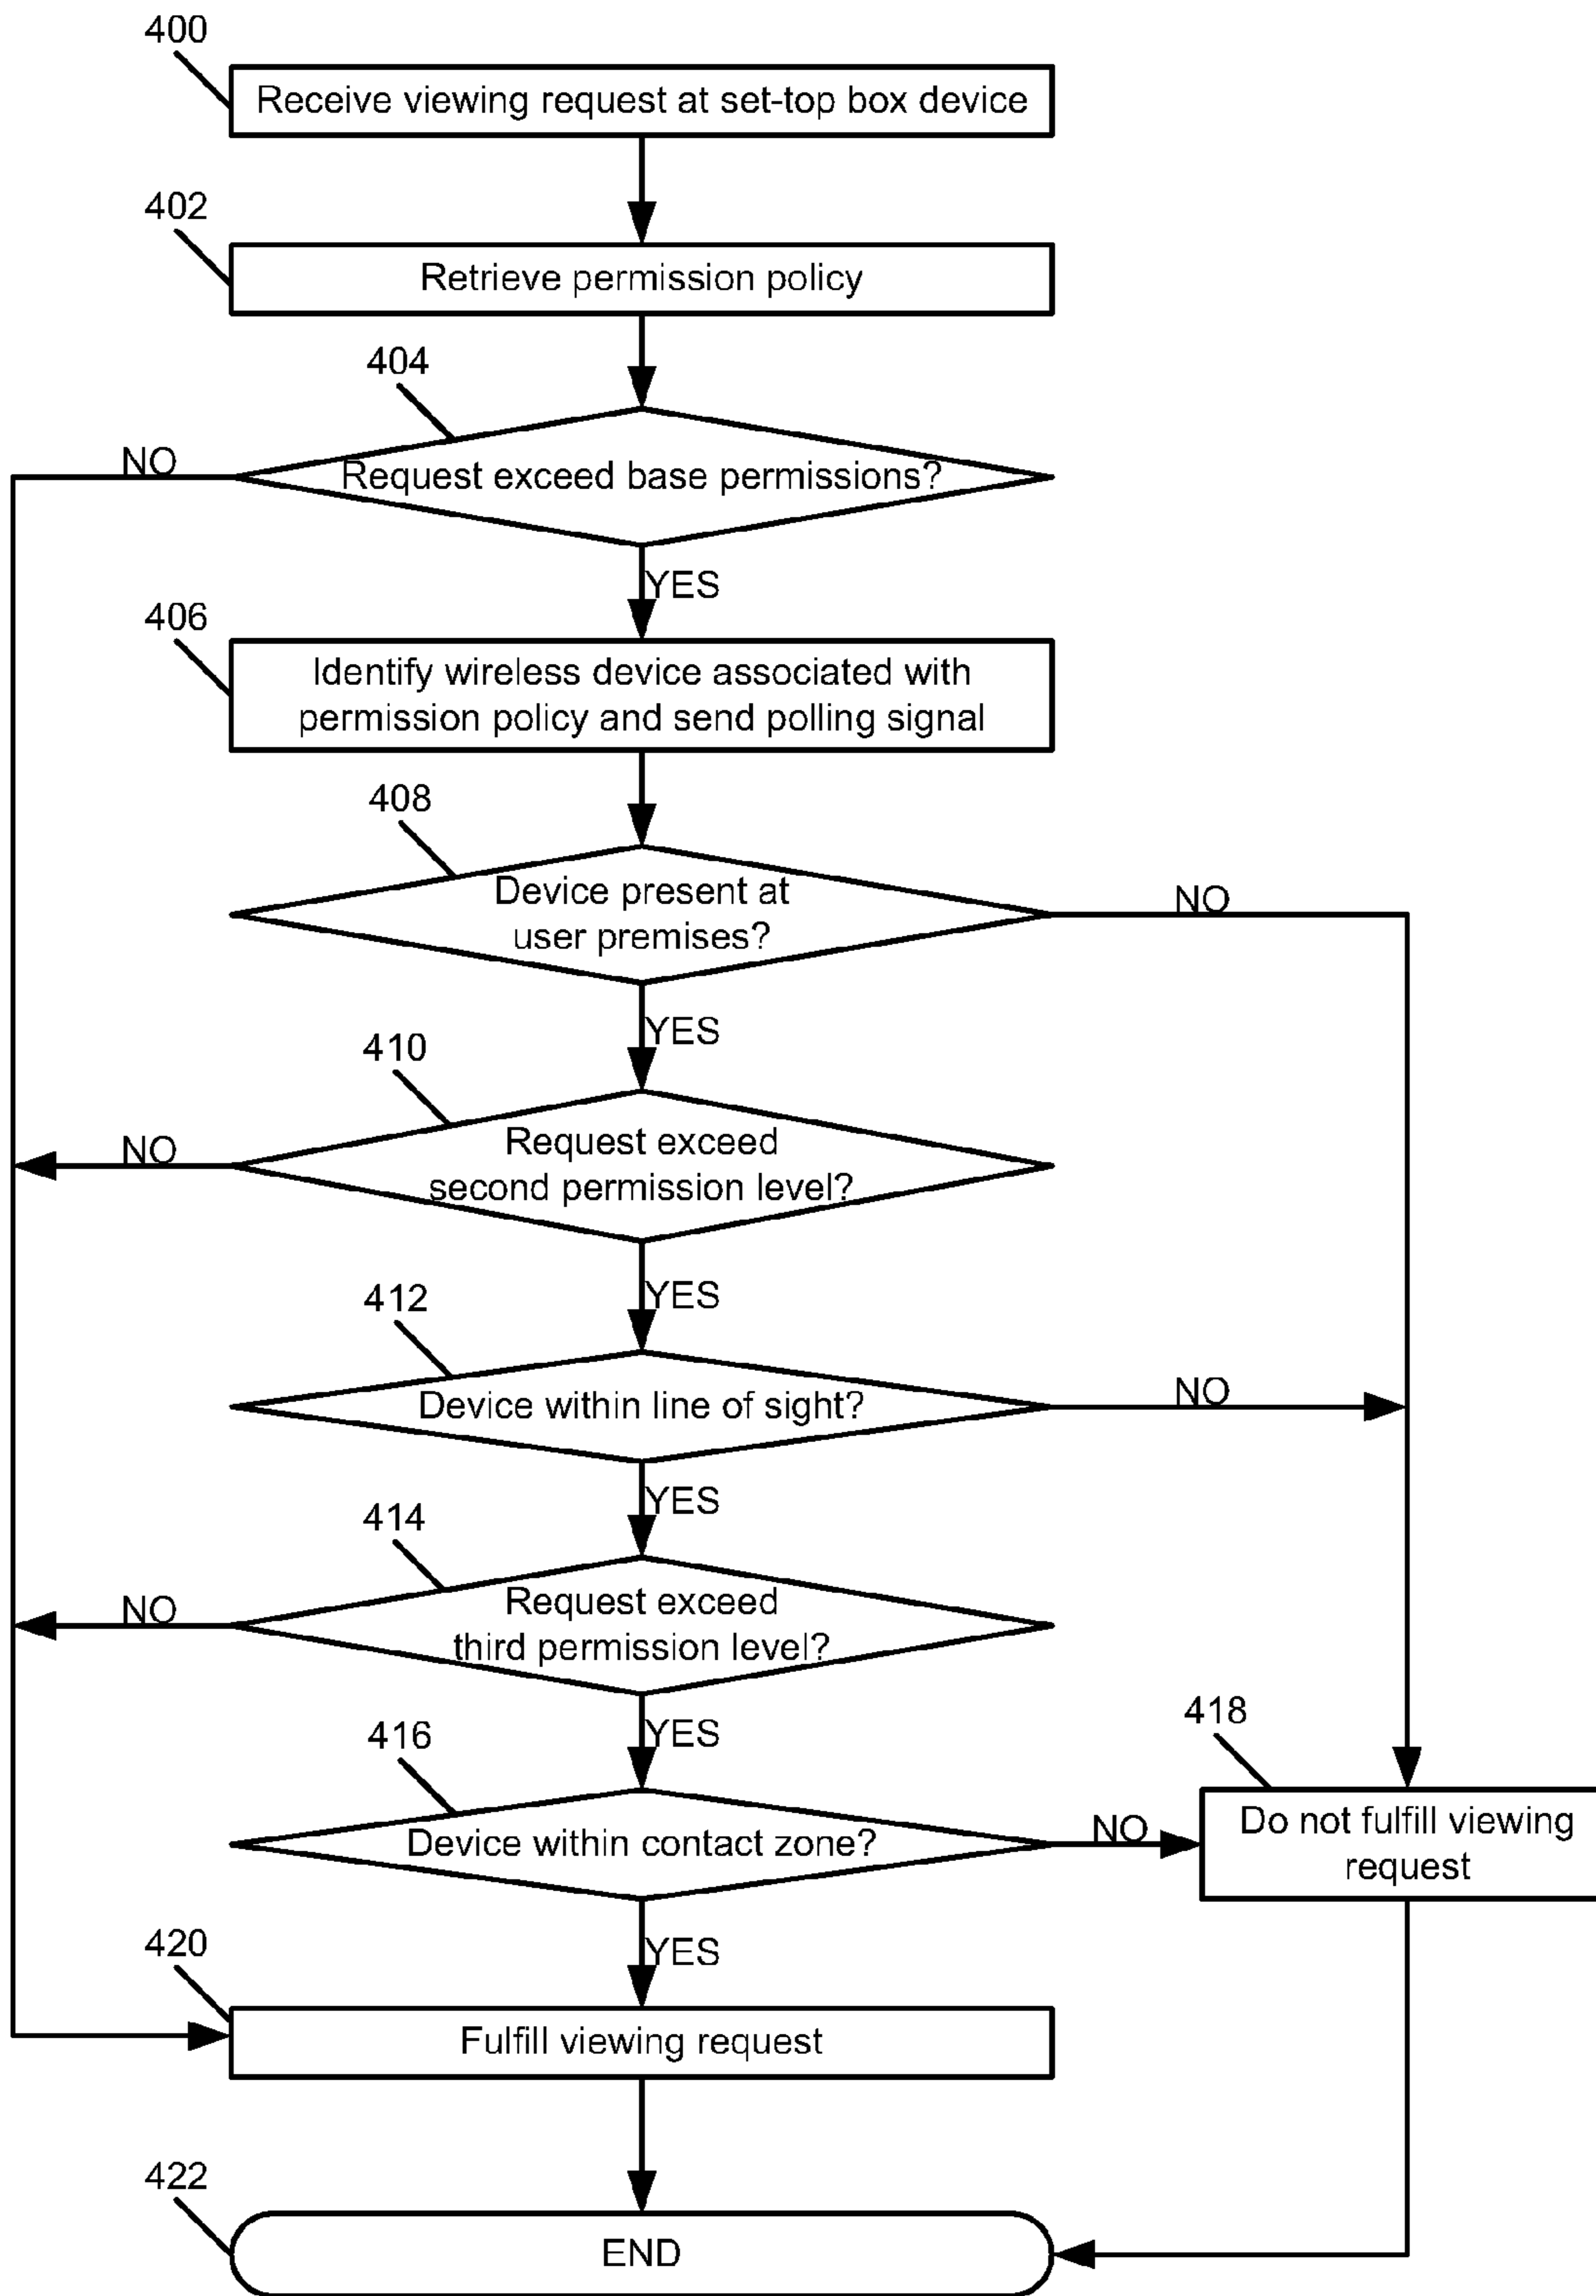 400
Receive viewing request at set-top box device
402
Retrieve permission policy
404
NO
Request exceed base permissions?
YES
406
Identify wireless device associated with
permission policy and send polling signal
408
Device present at
user premises?
NO
YES
410
NO
Request exceed
second permission level?
YES
412
Device within line of sight?
NO
YES
414
NO
Request exceed
third permission level?
YES
416
Device within contact zone?
NO
418
Do not fulfill viewing
request
YES
420
Fulfill viewing request
422
END